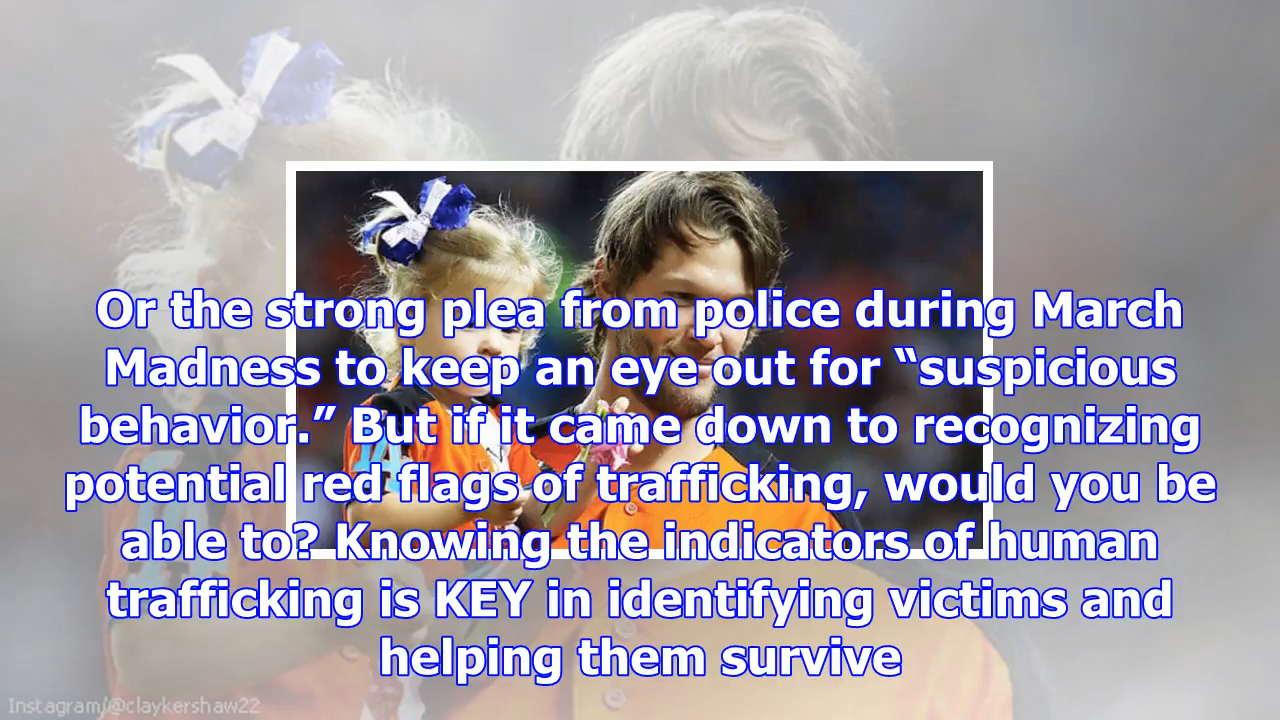 Or the strong plea from police during March
Madness to keep an eye out for “suspicious
behavior.” But if it came down to recognizing
potential red flags of trafficking, would you be
able to? Knowing the indicators of human
trafficking is KEY in identifying victims and
helping them survive
Instagram/@claykershaw22